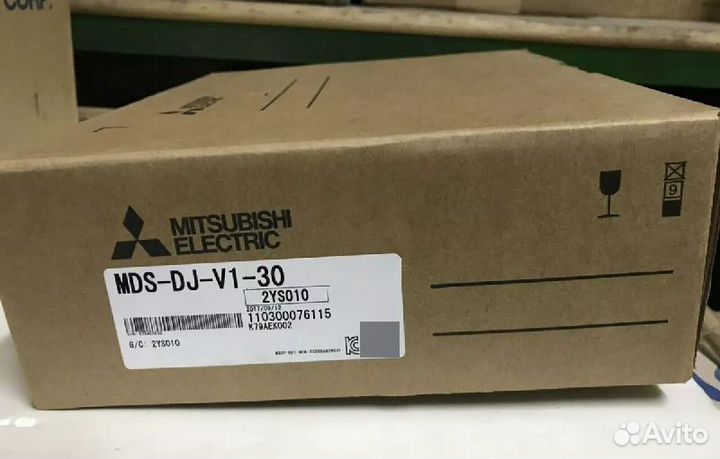 CORP.
MITSUBISHI
ELECTRIC
MDS-DJ-V1-30
2YS010
2017/09/12
110300076115
K79AEK002
G/C: 2YS010
9
Avito